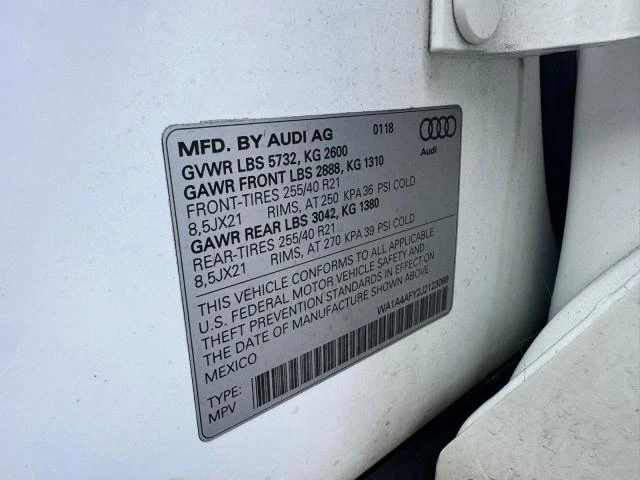 MFD. BY AUDI AG 0118
Audi
GVWR LBS 5732, KG 2600
GAWR FRONT LBS 2888, KG 1310
FRONT-TIRES 255/40 R21
8,5JX21 RIMS, AT 250 KPA 36 PSI COLD
GAWR REAR LBS 3042, KG 1380
REAR-TIRES 255/40 R21
8,5JX21 RIMS, AT 270 KPA 39 PSI COLD
THIS VEHICLE CONFORMS TO ALL APPLICABLE
U.S. FEDERAL MOTOR VEHICLE SAFETY AND
THEFT PREVENTION STANDARDS IN EFFECT ON
THE DATE OF MANUFACTURE SHOWN ABOVE.
MEXICO
WA1A4AFY2J2123066
TYPE:
MPV